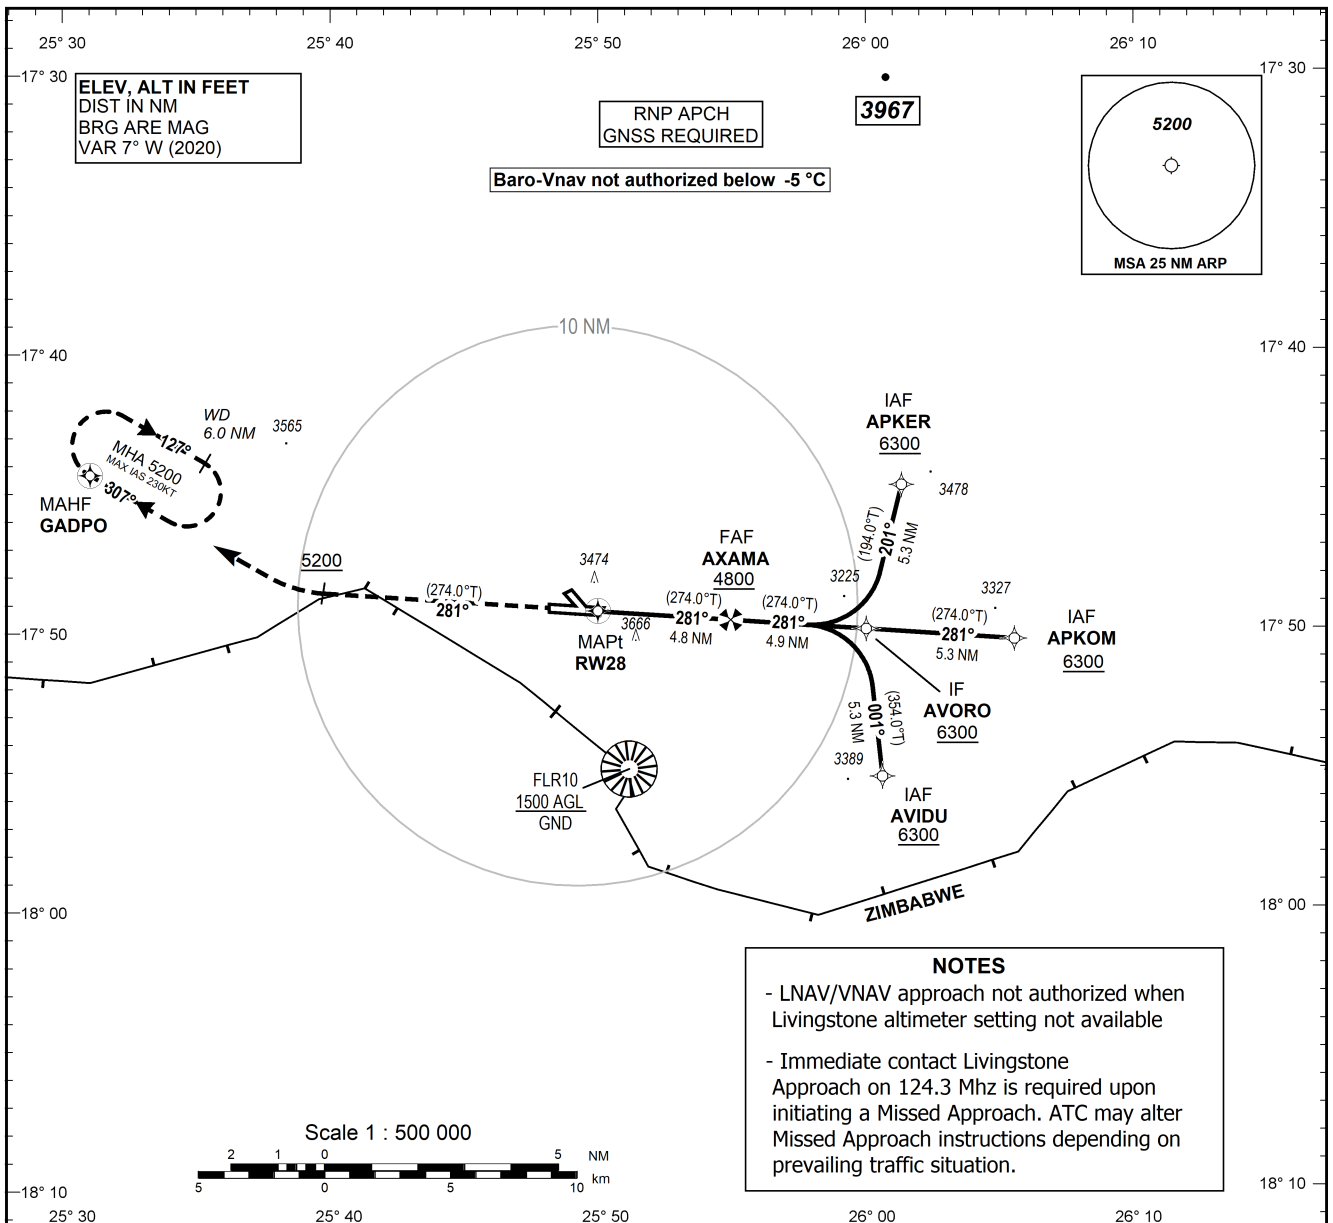 25° 30
25° 40
25° 50
26° 00
26° 10
17° 30
17° 30
ELEV, ALT IN FEET
DIST IN NM
BRG ARE MAG
VAR 7° W (2020)
RNP APCH
GNSS REQUIRED
3967
5200
MSA 25 NM ARP
Baro-Vnav not authorized below -5 °C
10 NM
17° 40
17° 40
WD
6.0 NM
3565
127°
MHA 5200
MAX IAS 230KT
307°
MAHF
GADPO
IAF
APKER
6300
3478
(194.0°T)
201°
5.3 NM
5200
(274.0°T)
281°
3474
3666
MAPt
RW28
FAF
AXAMA
4800
(274.0°T)
281°
4.8 NM
(274.0°T)
281°
4.9 NM
3225
3327
(274.0°T)
281°
5.3 NM
IAF
APKOM
6300
17° 50
17° 50
IF
AVORO
6300
(354.0°T)
001°
5.3 NM
3389
IAF
AVIDU
6300
FLR10
1500 AGL
GND
ZIMBABWE
18° 00
18° 00
NOTES
- LNAV/VNAV approach not authorized when
Livingstone altimeter setting not available
- Immediate contact Livingstone
Approach on 124.3 Mhz is required upon
initiating a Missed Approach. ATC may alter
Missed Approach instructions depending on
prevailing traffic situation.
Scale 1 : 500 000
2 1 0 5 NM
5 0 5 10 km
18° 10
18° 10
25° 30
25° 40
25° 50
26° 00
26° 10